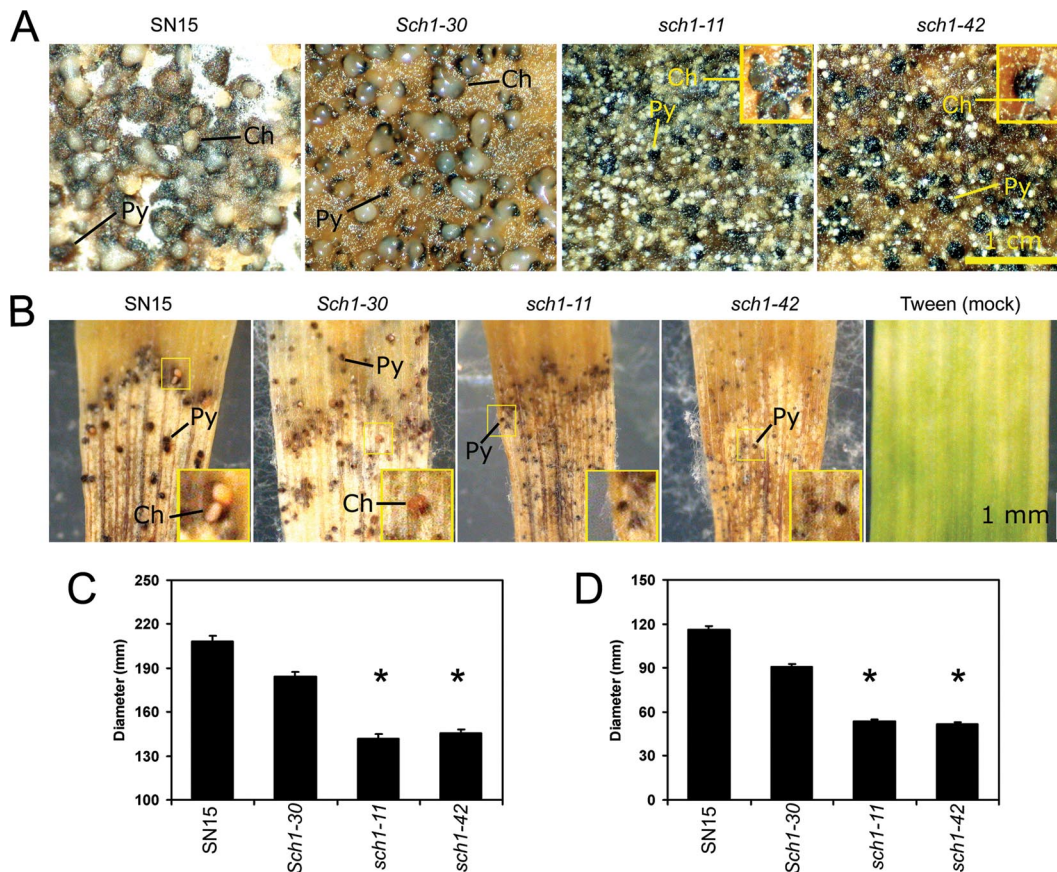 A
SN15 Sch1-30 sch1-11 sch1-42
Ch Ch Ch Ch
Py Py Py Py
1 cm
B
SN15 Sch1-30 sch1-11 sch1-42 Tween (mock)
Py Py Py Py
Ch Ch
1 mm
C
Diameter (mm)
250
220
190
160
130
100
* *
SN15 Sch1-30 sch1-11 sch1-42
D
Diameter (mm)
150
120
90
60
30
0
* *
SN15 Sch1-30 sch1-11 sch1-42